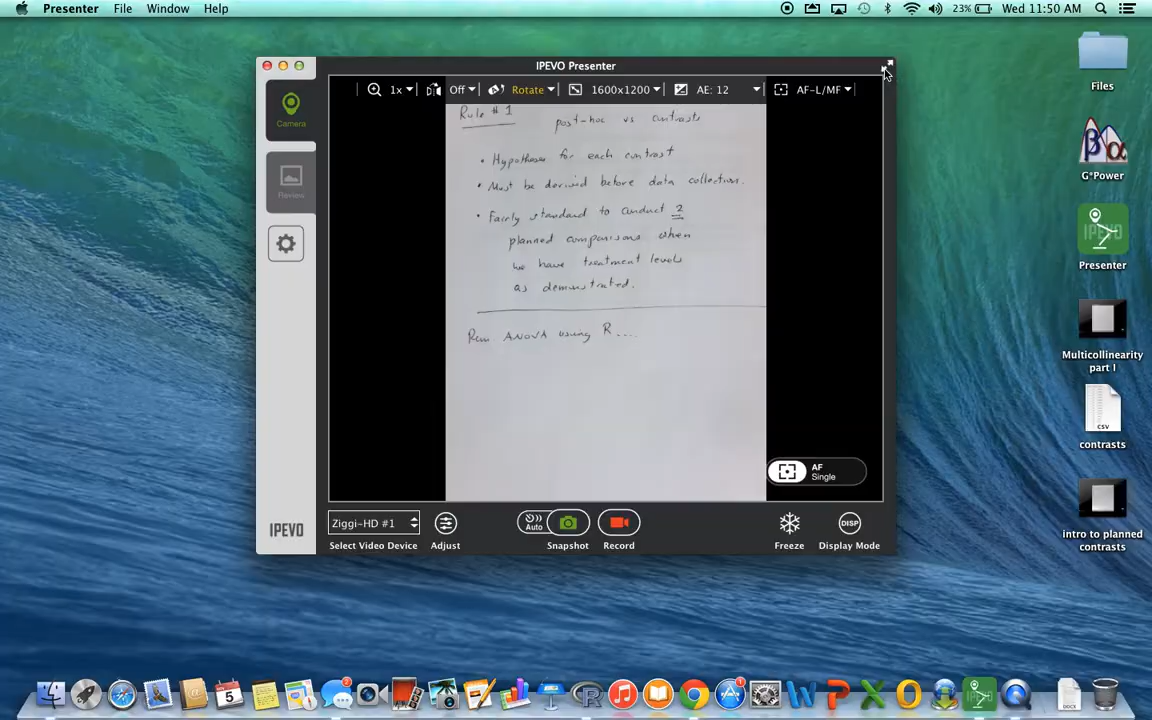 Presenter File Window Help 23% Wed 11:50 AM
IPEVO Presenter
1x Off Rotate 1600x1200 AE: 12 AF-L/MF
Camera
Review
IPEVO
Rule # 1
post-hoc vs contrasts
• Hypotheses for each contrast
• Must be derived before data collection.
• Fairly standard to conduct 2
planned comparisons when
we have treatment levels
as demonstrated.
Run ANOVA using R....
AF
Single
Ziggi-HD #1
Auto
DISP
Select Video Device Adjust Snapshot Record Freeze Display Mode
Files
G*Power
IPEVO
Presenter
Multicollinearity
part I
csv
contrasts
intro to planned
contrasts